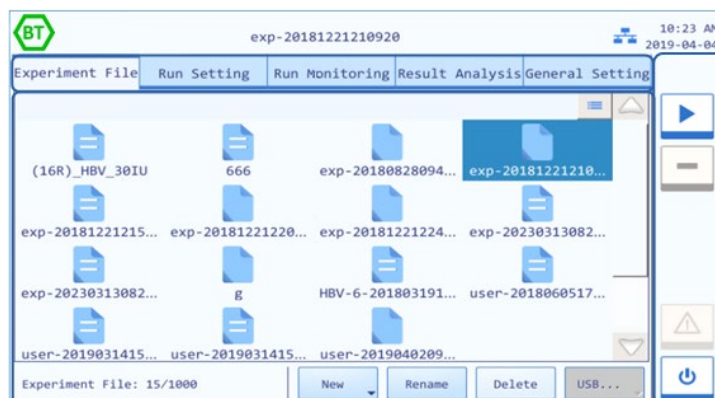 BT
exp-20181221210920
10:23 AM
2019-04-04
Experiment File Run Setting Run Monitoring Result Analysis General Setting
(16R)_HBV_30IU 666 exp-20180828094... exp-20181221210...
exp-20181221215... exp-20181221220... exp-20181221224... exp-20230313082...
exp-20230313082... g HBV-6-201803191... user-2018060517...
user-2019031415... user-2019031415... user-2019040209...
Experiment File: 15/1000 New Rename Delete USB...